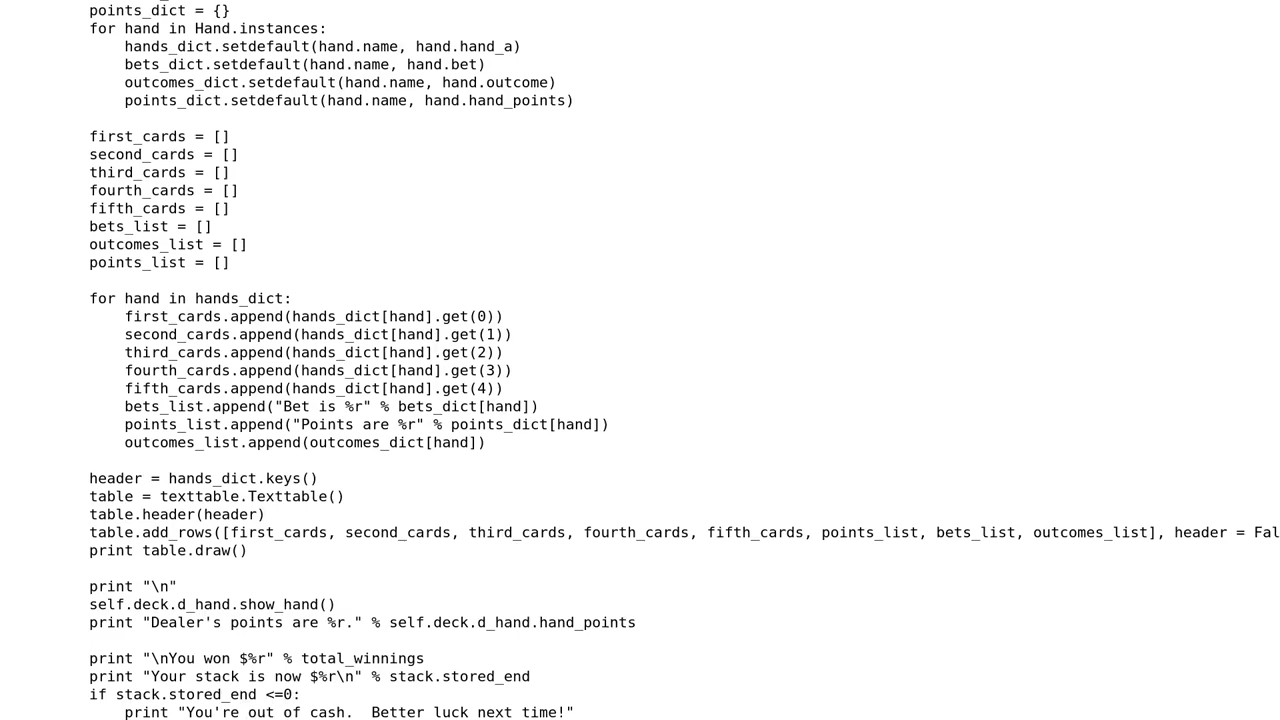 points_dict = {}
for hand in Hand.instances:
    hands_dict.setdefault(hand.name, hand.hand_a)
    bets_dict.setdefault(hand.name, hand.bet)
    outcomes_dict.setdefault(hand.name, hand.outcome)
    points_dict.setdefault(hand.name, hand.hand_points)

first_cards = []
second_cards = []
third_cards = []
fourth_cards = []
fifth_cards = []
bets_list = []
outcomes_list = []
points_list = []

for hand in hands_dict:
    first_cards.append(hands_dict[hand].get(0))
    second_cards.append(hands_dict[hand].get(1))
    third_cards.append(hands_dict[hand].get(2))
    fourth_cards.append(hands_dict[hand].get(3))
    fifth_cards.append(hands_dict[hand].get(4))
    bets_list.append("Bet is %r" % bets_dict[hand])
    points_list.append("Points are %r" % points_dict[hand])
    outcomes_list.append(outcomes_dict[hand])

header = hands_dict.keys()
table = texttable.Texttable()
table.header(header)
table.add_rows([first_cards, second_cards, third_cards, fourth_cards, fifth_cards, points_list, bets_list, outcomes_list], header = Fal
print table.draw()

print "\n"
self.deck.d_hand.show_hand()
print "Dealer's points are %r." % self.deck.d_hand.hand_points

print "\nYou won $%r" % total_winnings
print "Your stack is now $%r\n" % stack.stored_end
if stack.stored_end <=0:
    print "You're out of cash.  Better luck next time!"